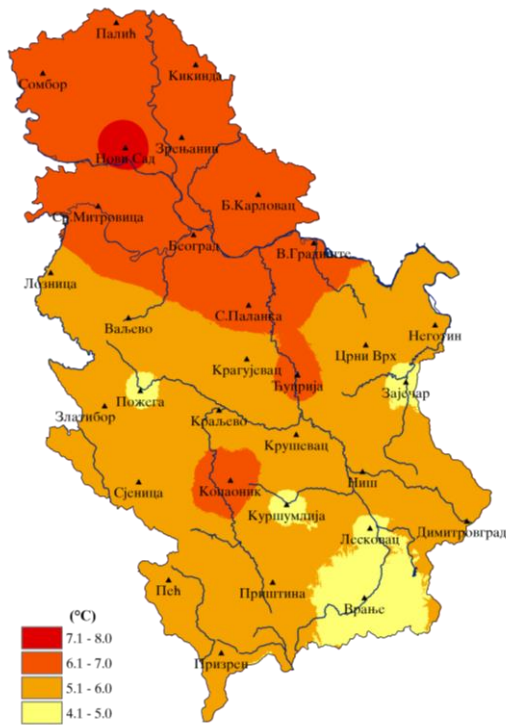 Палић
Кикинда
Сомбор
Нови Сад
Зрењанин
Б.Карловац
Ср.Митровица
Београд
В.Градиште
Лозница
С.Паланка
Ваљево
Неготин
Црни Врх
Крагујевац
Ћуприја
Зајечар
Пожега
Златибор
Краљево
Крушевац
Ниш
Сјеница
Копаоник
Куршумлија
Димитровград
Лесковац
Пећ
Приштина
Врање
Призрен
(°C)
7.1 - 8.0
6.1 - 7.0
5.1 - 6.0
4.1 - 5.0